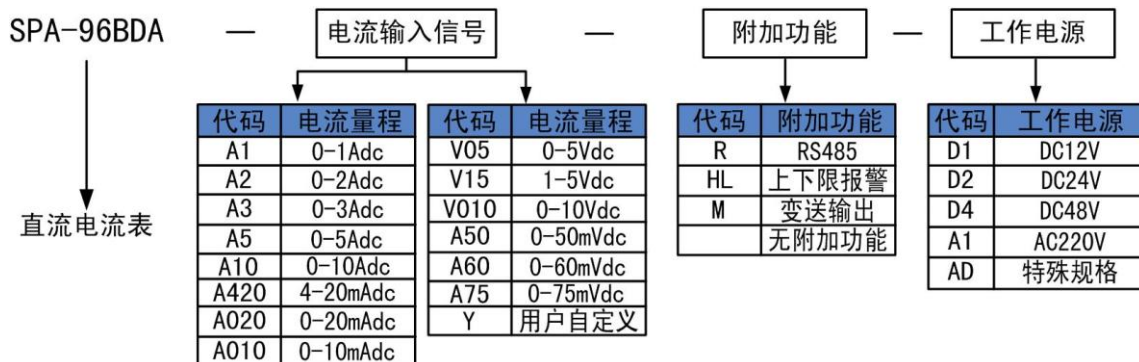 SPA-96BDA — 电流输入信号 — 附加功能 — 工作电源
直流电流表
代码 电流量程
A1 0-1Adc
A2 0-2Adc
A3 0-3Adc
A5 0-5Adc
A10 0-10Adc
A420 4-20mAdc
A020 0-20mAdc
A010 0-10mAdc
代码 电流量程
V05 0-5Vdc
V15 1-5Vdc
V010 0-10Vdc
A50 0-50mVdc
A60 0-60mVdc
A75 0-75mVdc
Y 用户自定义
代码 附加功能
R RS485
HL 上下限报警
M 变送输出
无附加功能
代码 工作电源
D1 DC12V
D2 DC24V
D4 DC48V
A1 AC220V
AD 特殊规格